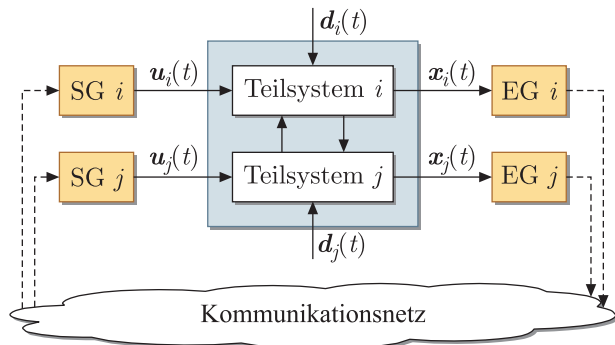 d_i(t)
SG i
u_i(t)
Teilsystem i
x_i(t)
EG i
SG j
u_j(t)
Teilsystem j
x_j(t)
EG j
d_j(t)
Kommunikationsnetz